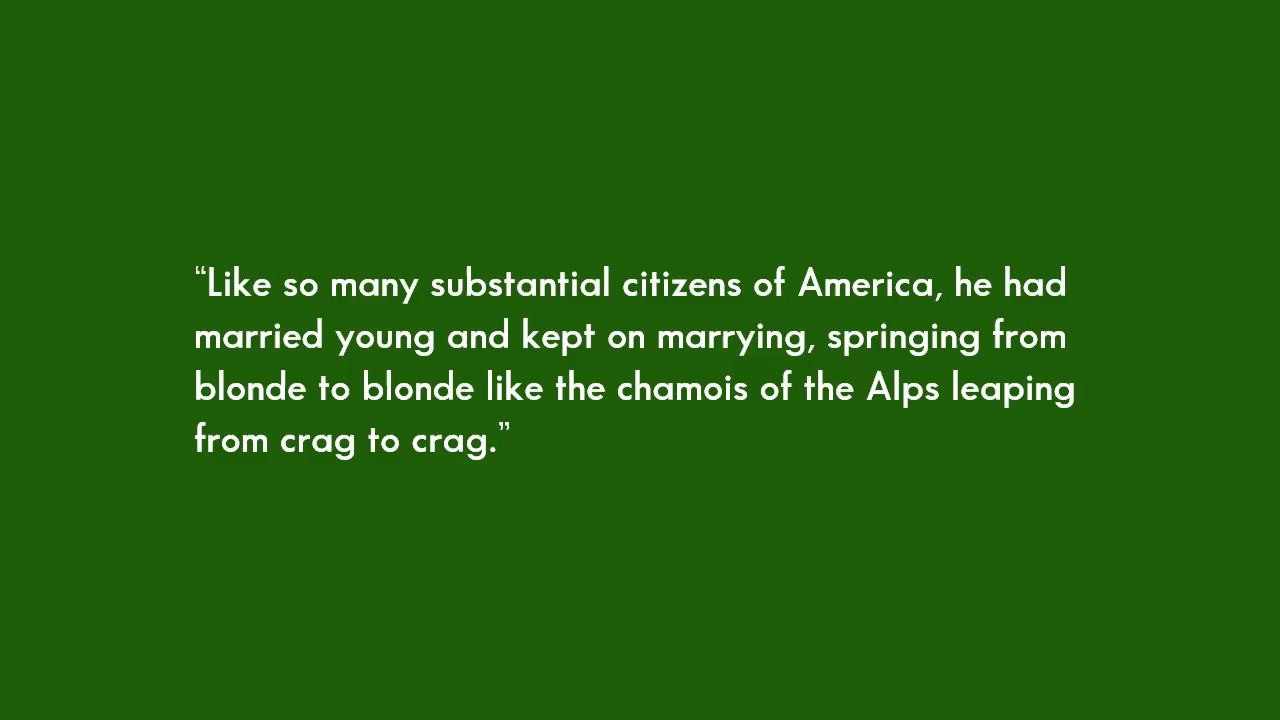 “Like so many substantial citizens of America, he had
married young and kept on marrying, springing from
blonde to blonde like the chamois of the Alps leaping
from crag to crag.”